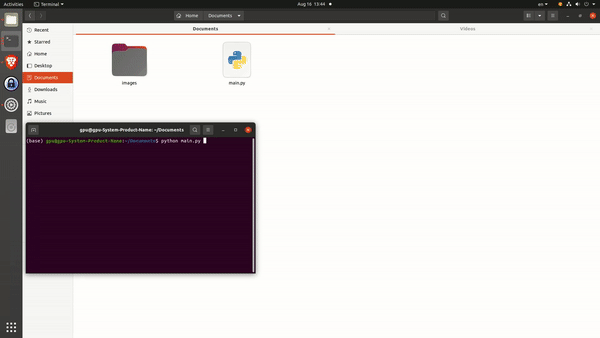 Activities
Terminal
Aug 16 13:44
en
Home Documents
Documents
Videos
Recent
Starred
Home
Desktop
Documents
Downloads
Music
Pictures
images
main.py
gpu@gpu-System-Product-Name: ~/Documents
(base) gpu@gpu-System-Product-Name:~/Documents$ python main.py